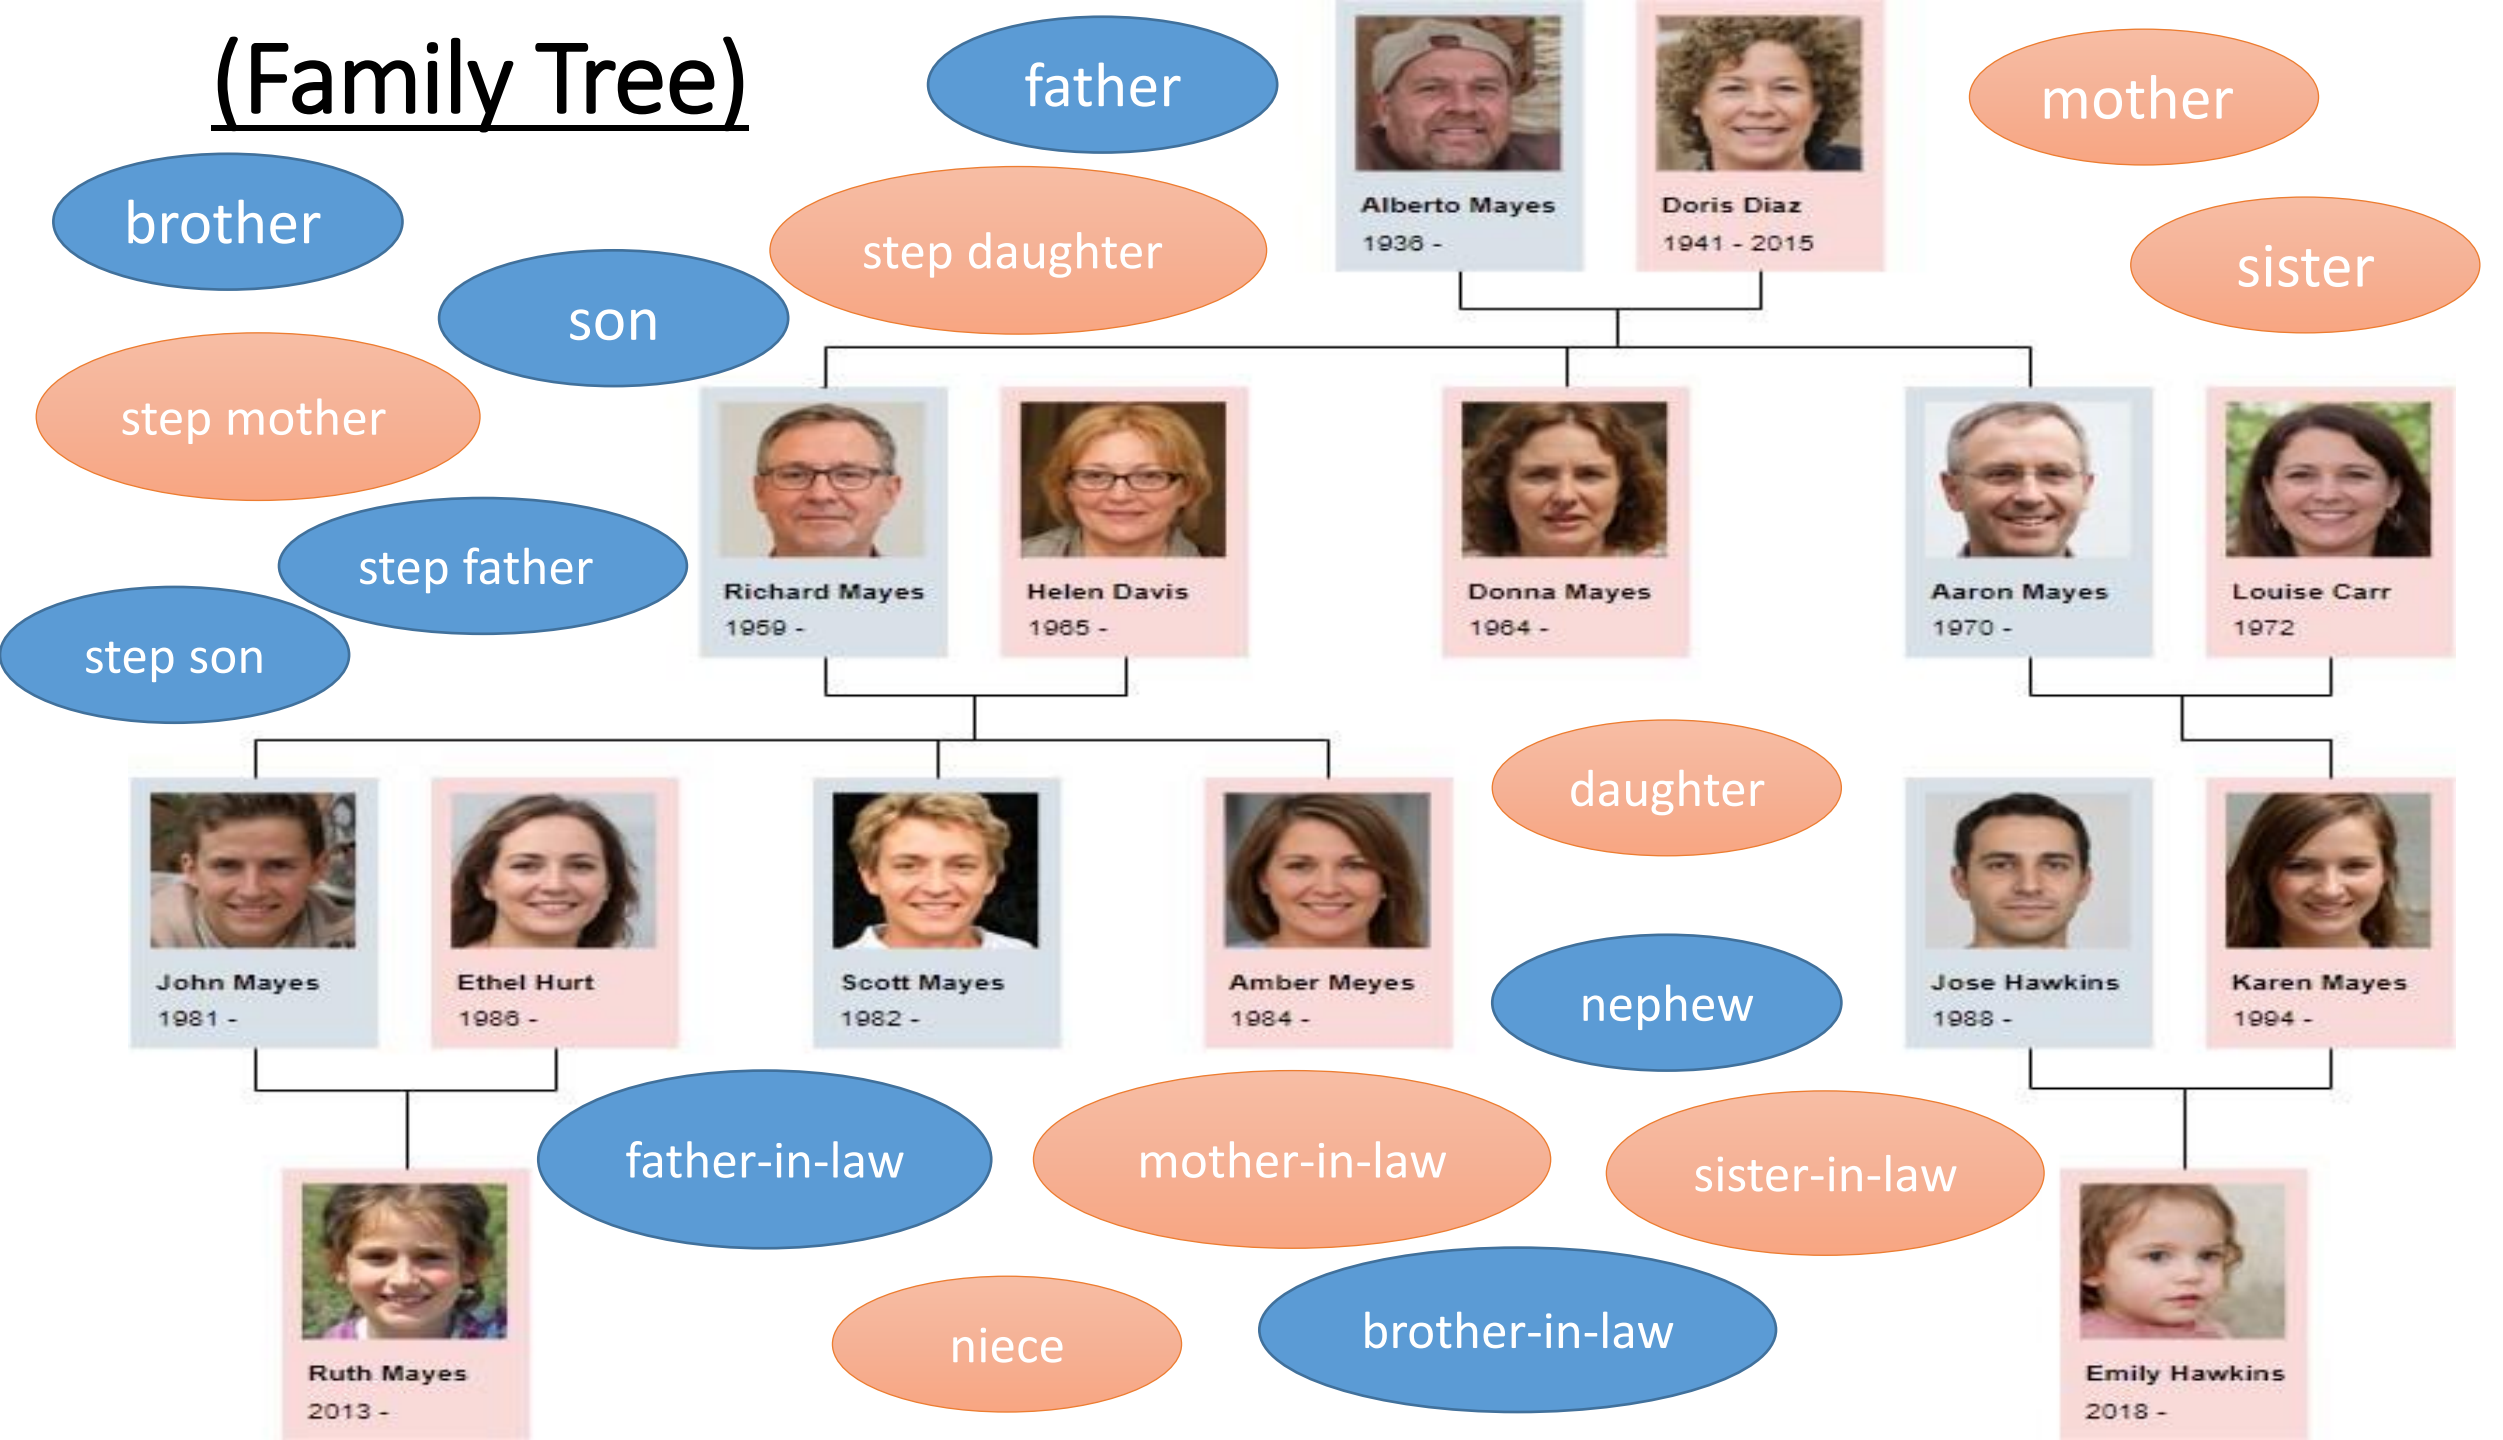 (Family Tree)
father
mother
brother
step daughter
sister
son
step mother
step father
step son
Alberto Mayes
1936 -
Doris Diaz
1941 - 2015
Richard Mayes
1959 -
Helen Davis
1965 -
Donna Mayes
1964 -
Aaron Mayes
1970 -
Louise Carr
1972
daughter
John Mayes
1981 -
Ethel Hurt
1986 -
Scott Mayes
1982 -
Amber Meyes
1984 -
nephew
Jose Hawkins
1988 -
Karen Mayes
1994 -
father-in-law
mother-in-law
sister-in-law
niece
brother-in-law
Ruth Mayes
2013 -
Emily Hawkins
2018 -